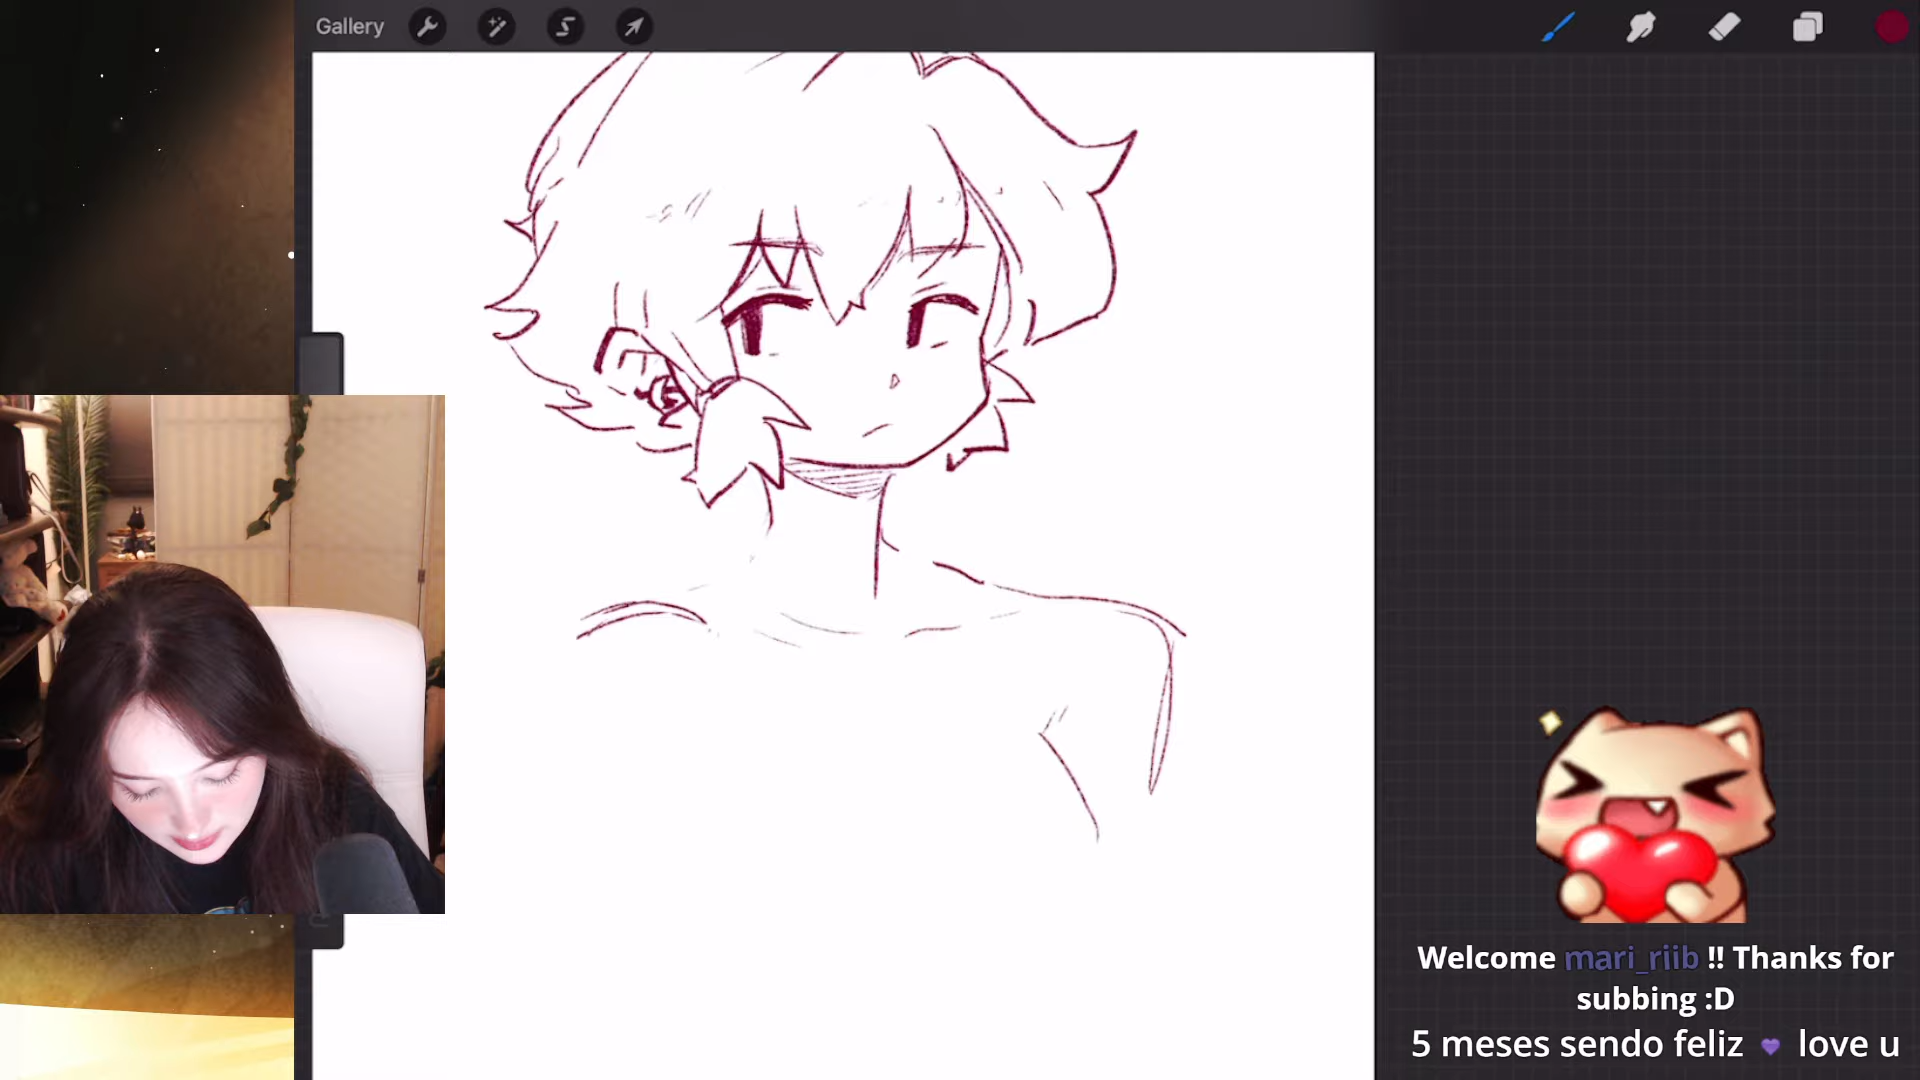 Gallery
Welcome mari_riib !! Thanks for
subbing :D
5 meses sendo feliz 💜 love u